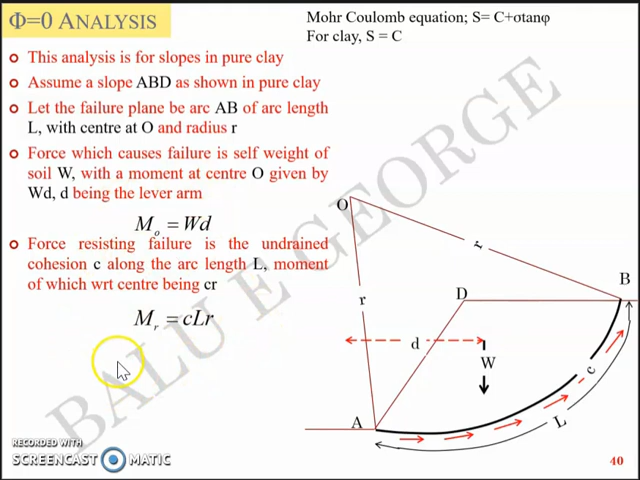 Φ=0 ANALYSIS
Mohr Coulomb equation; S= C+σtanφ
For clay, S = C
This analysis is for slopes in pure clay
Assume a slope ABD as shown in pure clay
Let the failure plane be arc AB of arc length
L, with centre at O and radius r
Force which causes failure is self weight of
soil W, with a moment at centre O given by
Wd, d being the lever arm
M_o = Wd
Force resisting failure is the undrained
cohesion c along the arc length L, moment
of which wrt centre being cr
M_r = cLr
O
r
B
D
r
d
W
c
A
L
BALU E GEORGE
RECORDED WITH
SCREENCAST MATIC
40